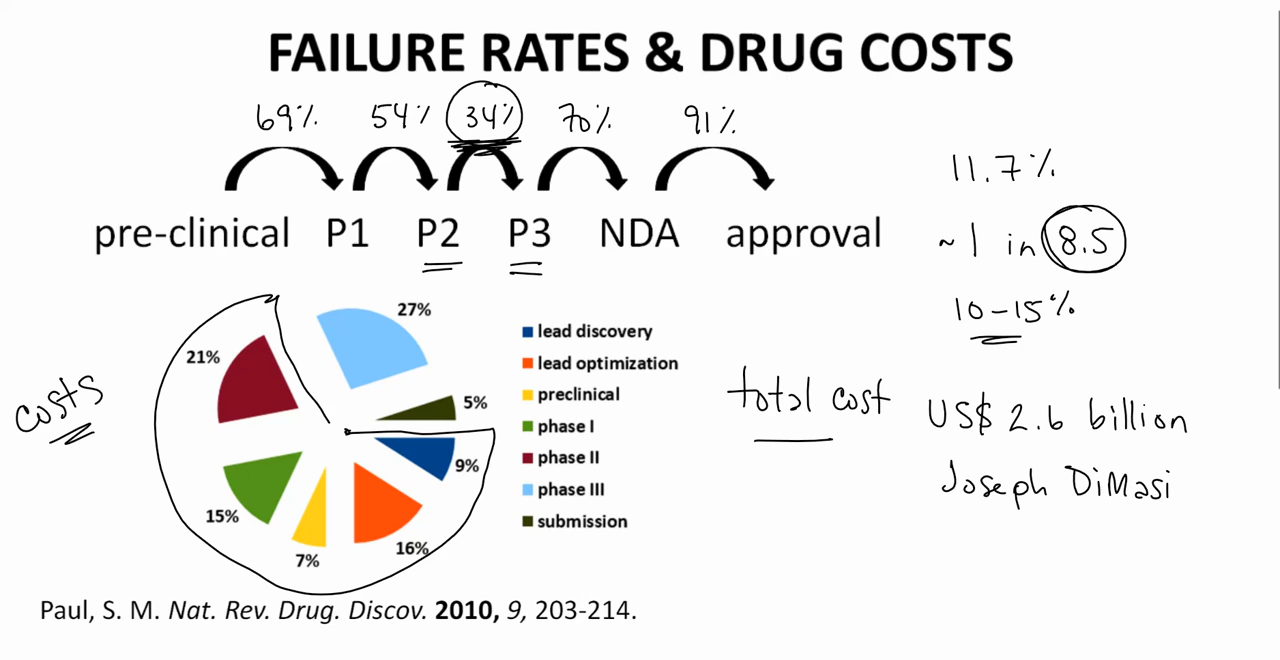 FAILURE RATES & DRUG COSTS
69% 54% 34% 70% 91%
pre-clinical P1 P2 P3 NDA approval
11.7%
~1 in 8.5
10-15%
costs
27%
21%
5%
9%
15%
7%
16%
lead discovery
lead optimization
preclinical
phase I
phase II
phase III
submission
total cost
US$ 2.6 billion
Joseph DiMasi
Paul, S. M. Nat. Rev. Drug. Discov. 2010, 9, 203-214.